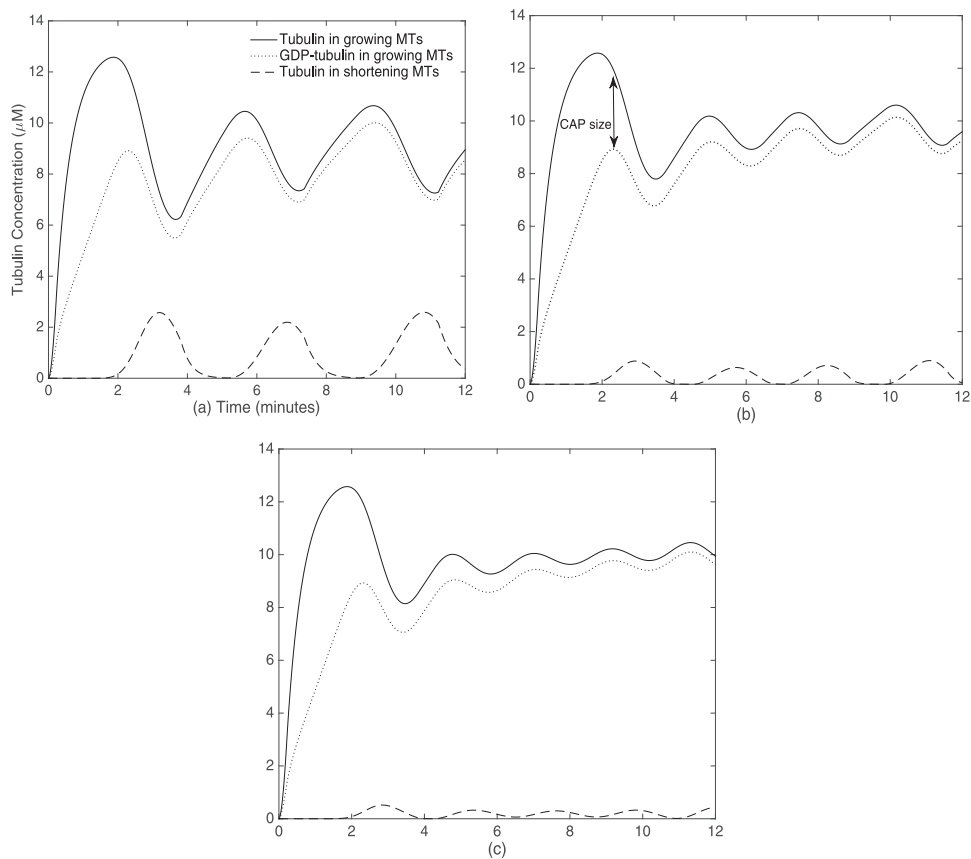 14
12
10
8
6
4
2
0
Tubulin Concentration (μM)
Tubulin in growing MTs
GDP-tubulin in growing MTs
Tubulin in shortening MTs
0 2 4 6 8 10 12
(a) Time (minutes)
14
12
10
8
6
4
2
0
CAP size
0 2 4 6 8 10 12
(b)
14
12
10
8
6
4
2
0
0 2 4 6 8 10 12
(c)